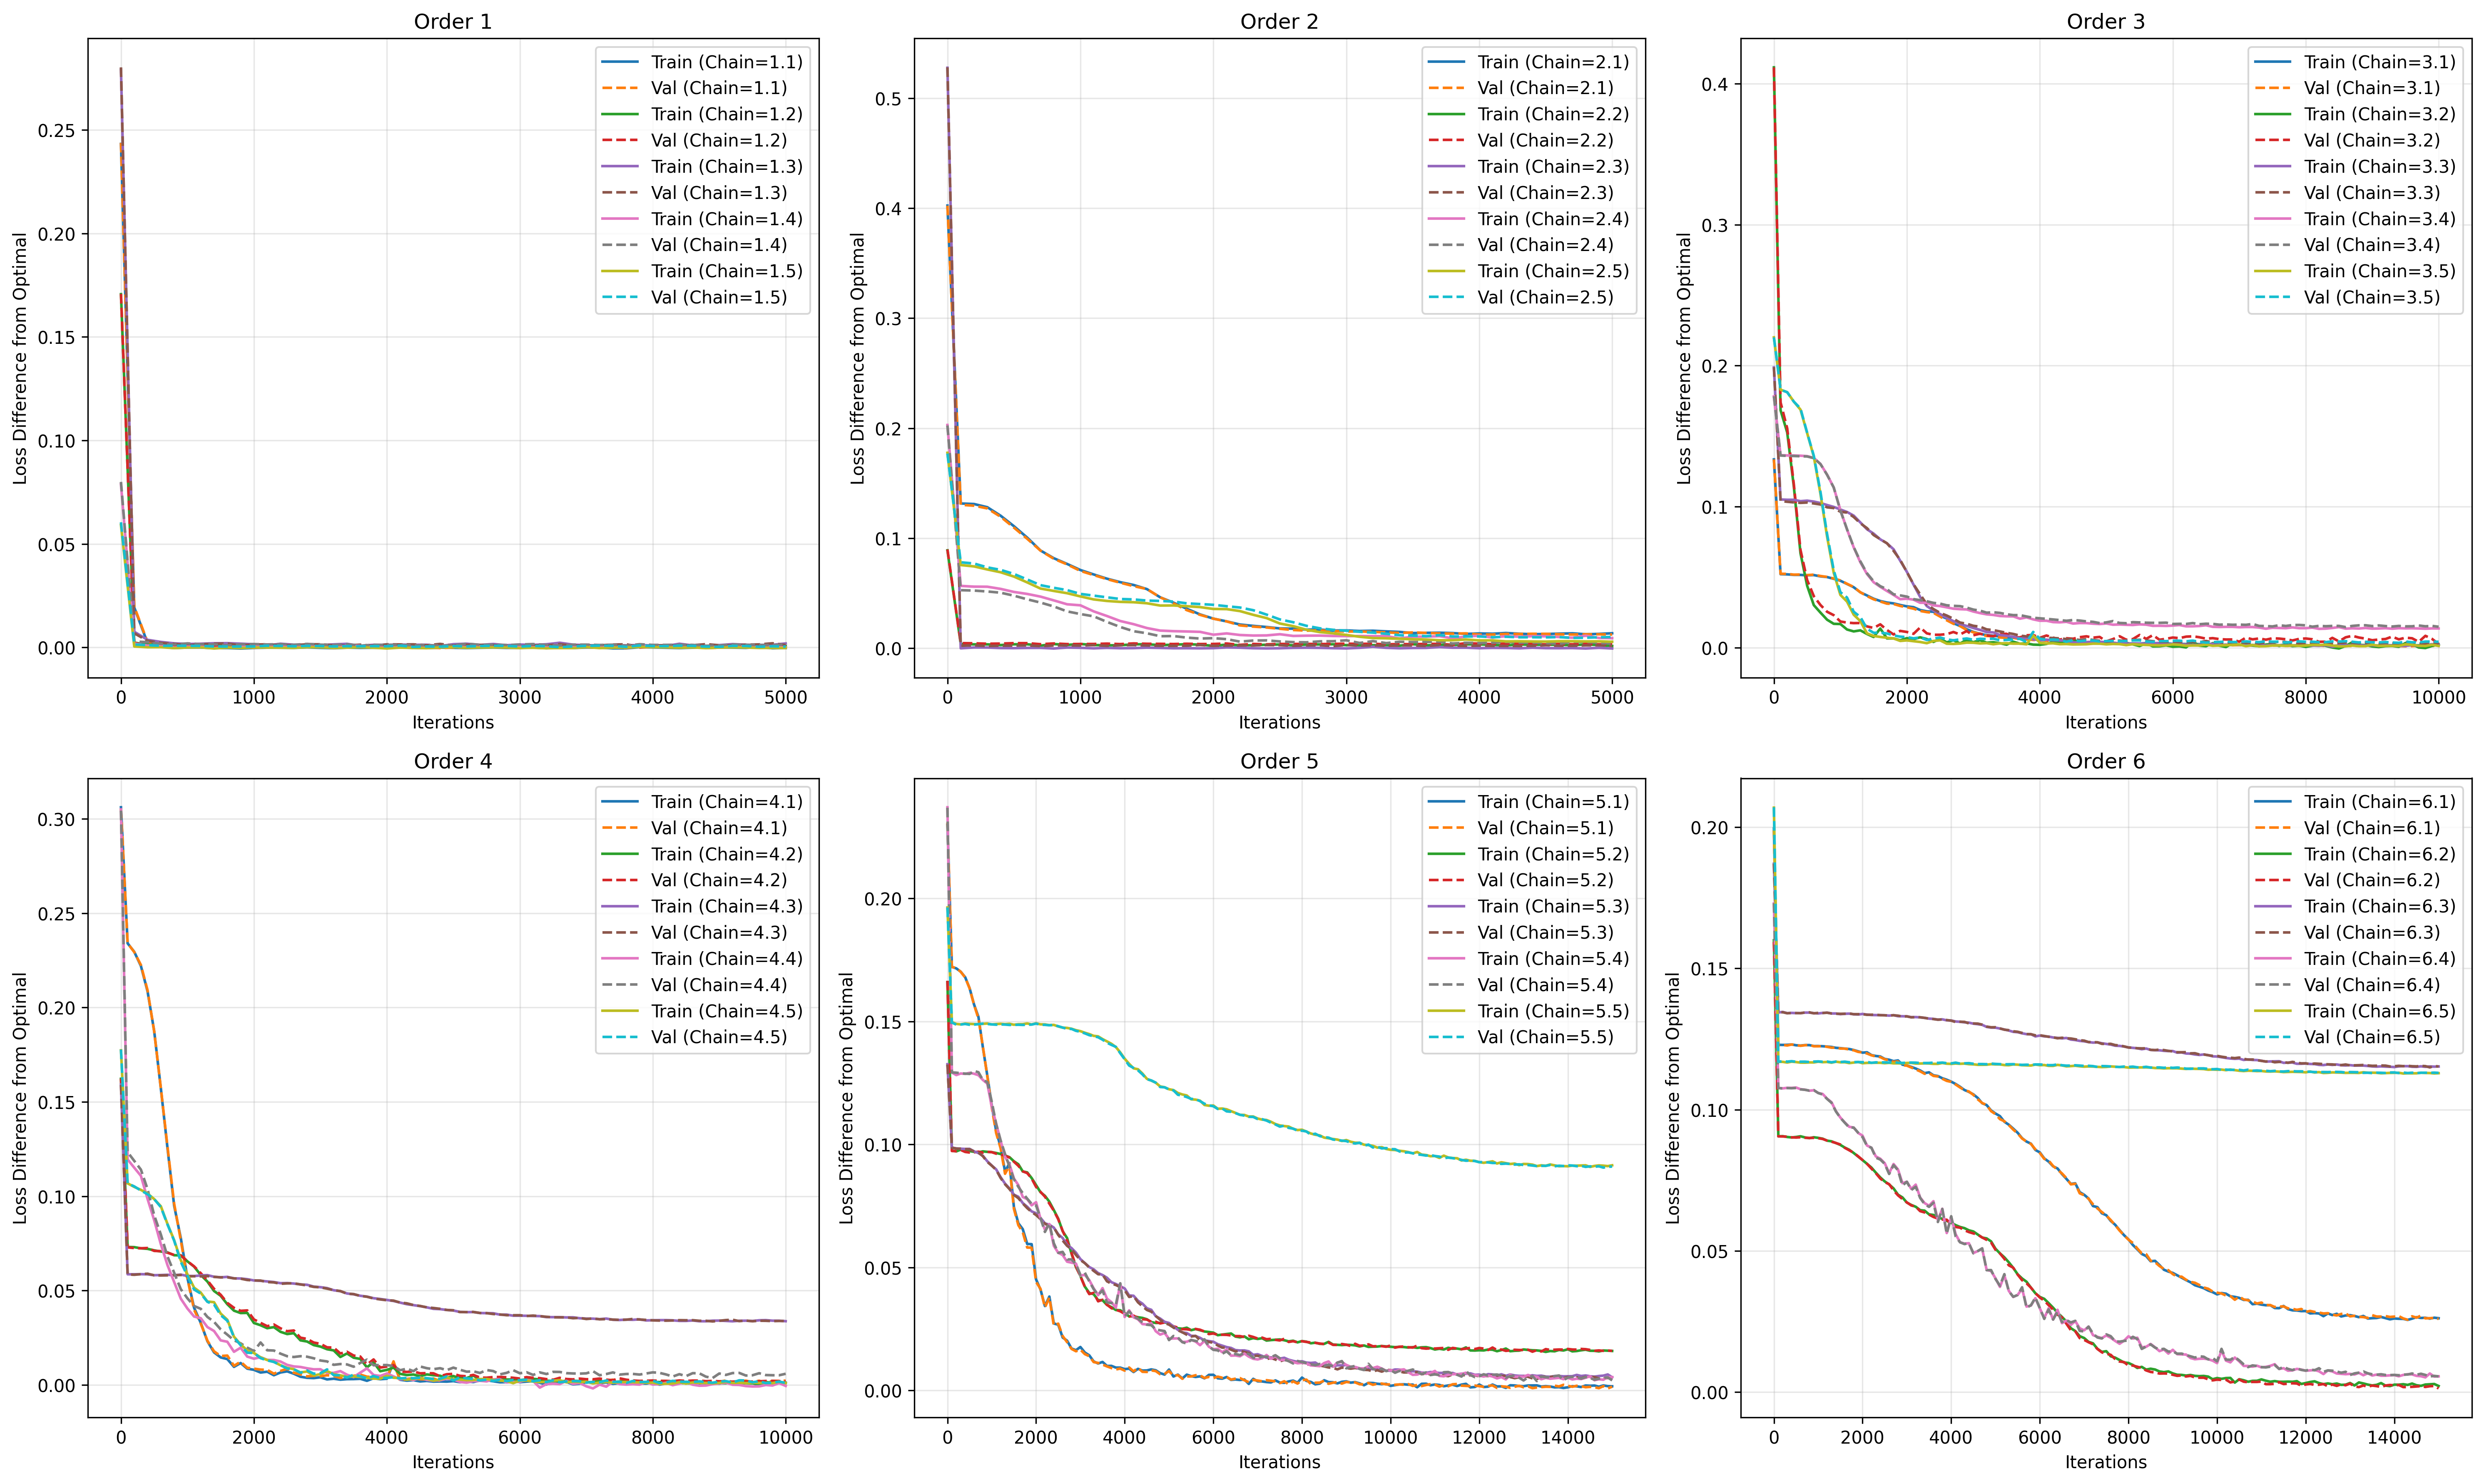 Order 1
Loss Difference from Optimal
0.25
0.20
0.15
0.10
0.05
0.00
0 1000 2000 3000 4000 5000
Iterations
Train (Chain=1.1)
Val (Chain=1.1)
Train (Chain=1.2)
Val (Chain=1.2)
Train (Chain=1.3)
Val (Chain=1.3)
Train (Chain=1.4)
Val (Chain=1.4)
Train (Chain=1.5)
Val (Chain=1.5)
Order 2
Loss Difference from Optimal
0.5
0.4
0.3
0.2
0.1
0.0
0 1000 2000 3000 4000 5000
Iterations
Train (Chain=2.1)
Val (Chain=2.1)
Train (Chain=2.2)
Val (Chain=2.2)
Train (Chain=2.3)
Val (Chain=2.3)
Train (Chain=2.4)
Val (Chain=2.4)
Train (Chain=2.5)
Val (Chain=2.5)
Order 3
Loss Difference from Optimal
0.4
0.3
0.2
0.1
0.0
0 2000 4000 6000 8000 10000
Iterations
Train (Chain=3.1)
Val (Chain=3.1)
Train (Chain=3.2)
Val (Chain=3.2)
Train (Chain=3.3)
Val (Chain=3.3)
Train (Chain=3.4)
Val (Chain=3.4)
Train (Chain=3.5)
Val (Chain=3.5)
Order 4
Loss Difference from Optimal
0.30
0.25
0.20
0.15
0.10
0.05
0.00
0 2000 4000 6000 8000 10000
Iterations
Train (Chain=4.1)
Val (Chain=4.1)
Train (Chain=4.2)
Val (Chain=4.2)
Train (Chain=4.3)
Val (Chain=4.3)
Train (Chain=4.4)
Val (Chain=4.4)
Train (Chain=4.5)
Val (Chain=4.5)
Order 5
Loss Difference from Optimal
0.20
0.15
0.10
0.05
0.00
0 2000 4000 6000 8000 10000 12000 14000
Iterations
Train (Chain=5.1)
Val (Chain=5.1)
Train (Chain=5.2)
Val (Chain=5.2)
Train (Chain=5.3)
Val (Chain=5.3)
Train (Chain=5.4)
Val (Chain=5.4)
Train (Chain=5.5)
Val (Chain=5.5)
Order 6
Loss Difference from Optimal
0.20
0.15
0.10
0.05
0.00
0 2000 4000 6000 8000 10000 12000 14000
Iterations
Train (Chain=6.1)
Val (Chain=6.1)
Train (Chain=6.2)
Val (Chain=6.2)
Train (Chain=6.3)
Val (Chain=6.3)
Train (Chain=6.4)
Val (Chain=6.4)
Train (Chain=6.5)
Val (Chain=6.5)